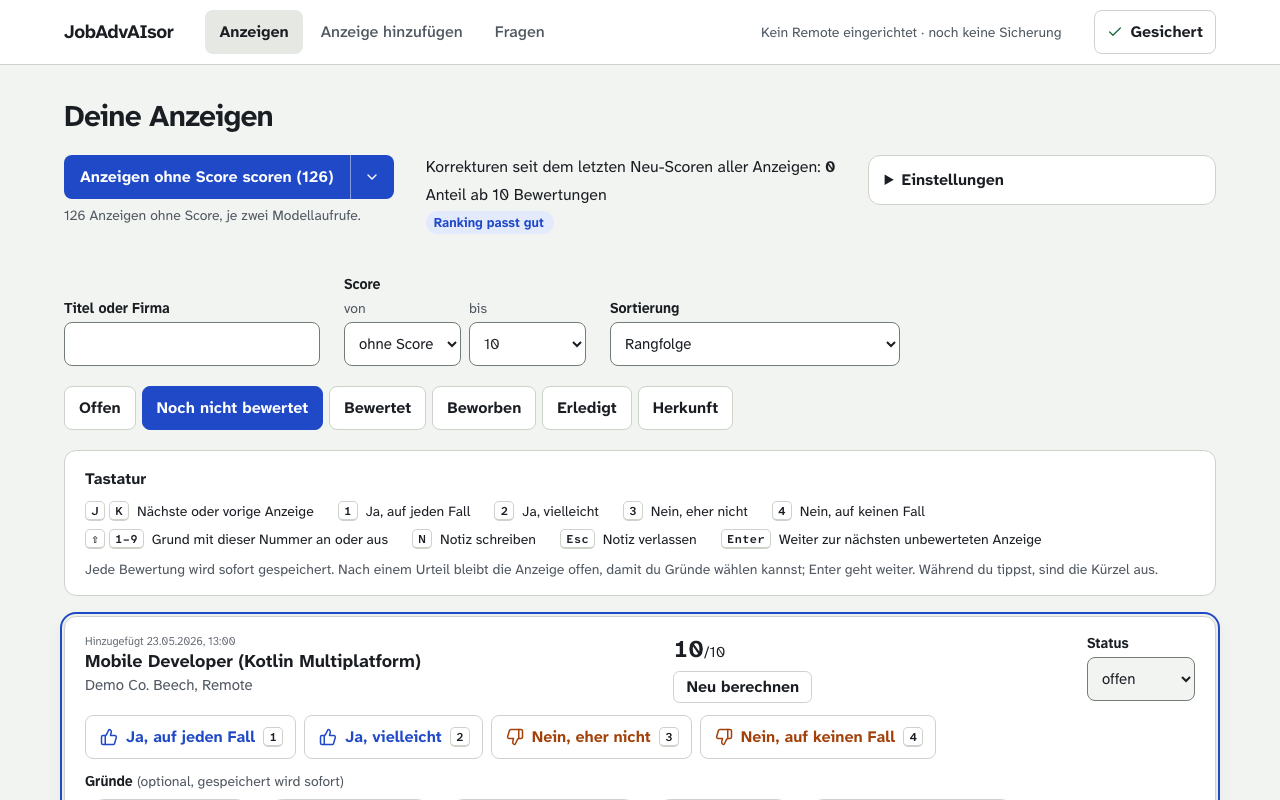 JobAdvAIsor
Anzeigen
Anzeige hinzufügen
Fragen
Kein Remote eingerichtet · noch keine Sicherung
Gesichert
Deine Anzeigen
Anzeigen ohne Score scoren (126)
126 Anzeigen ohne Score, je zwei Modellaufrufe.
Korrekturen seit dem letzten Neu-Scoren aller Anzeigen: 0
Anteil ab 10 Bewertungen
Ranking passt gut
Einstellungen
Titel oder Firma
Score
von
bis
ohne Score
10
Sortierung
Rangfolge
Offen
Noch nicht bewertet
Bewertet
Beworben
Erledigt
Herkunft
Tastatur
J K Nächste oder vorige Anzeige 1 Ja, auf jeden Fall 2 Ja, vielleicht 3 Nein, eher nicht 4 Nein, auf keinen Fall
⇧ 1–9 Grund mit dieser Nummer an oder aus N Notiz schreiben Esc Notiz verlassen Enter Weiter zur nächsten unbewerteten Anzeige
Jede Bewertung wird sofort gespeichert. Nach einem Urteil bleibt die Anzeige offen, damit du Gründe wählen kannst; Enter geht weiter. Während du tippst, sind die Kürzel aus.
Hinzugefügt 23.05.2026, 13:00
Mobile Developer (Kotlin Multiplatform)
Demo Co. Beech, Remote
10/10
Neu berechnen
Status
offen
Ja, auf jeden Fall 1
Ja, vielleicht 2
Nein, eher nicht 3
Nein, auf keinen Fall 4
Gründe (optional, gespeichert wird sofort)